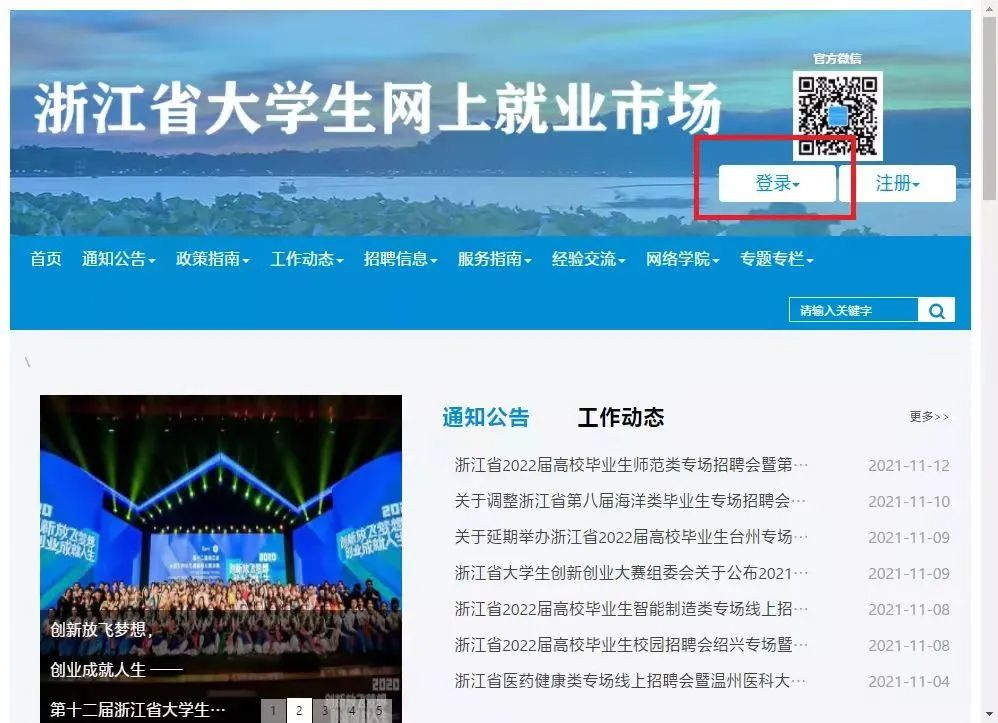 官方微信
浙江省大学生网上就业市场
登录 注册
首页 通知公告 政策指南 工作动态 招聘信息 服务指南 经验交流 网络学院 专题专栏
请输入关键字
\
通知公告 工作动态 更多>>
浙江省2022届高校毕业生师范类专场招聘会暨第… 2021-11-12
关于调整浙江省第八届海洋类毕业生专场招聘会… 2021-11-10
关于延期举办浙江省2022届高校毕业生台州专场… 2021-11-09
浙江省大学生创新创业大赛组委会关于公布2021… 2021-11-09
浙江省2022届高校毕业生智能制造类专场线上招… 2021-11-08
浙江省2022届高校毕业生校园招聘会绍兴专场暨… 2021-11-08
浙江省医药健康类专场线上招聘会暨温州医科大… 2021-11-04
创新放飞梦想
创业成就人生
2020
创新放飞梦想,
创业成就人生 ——
第十二届浙江省大学生…
1 2 3 4 5